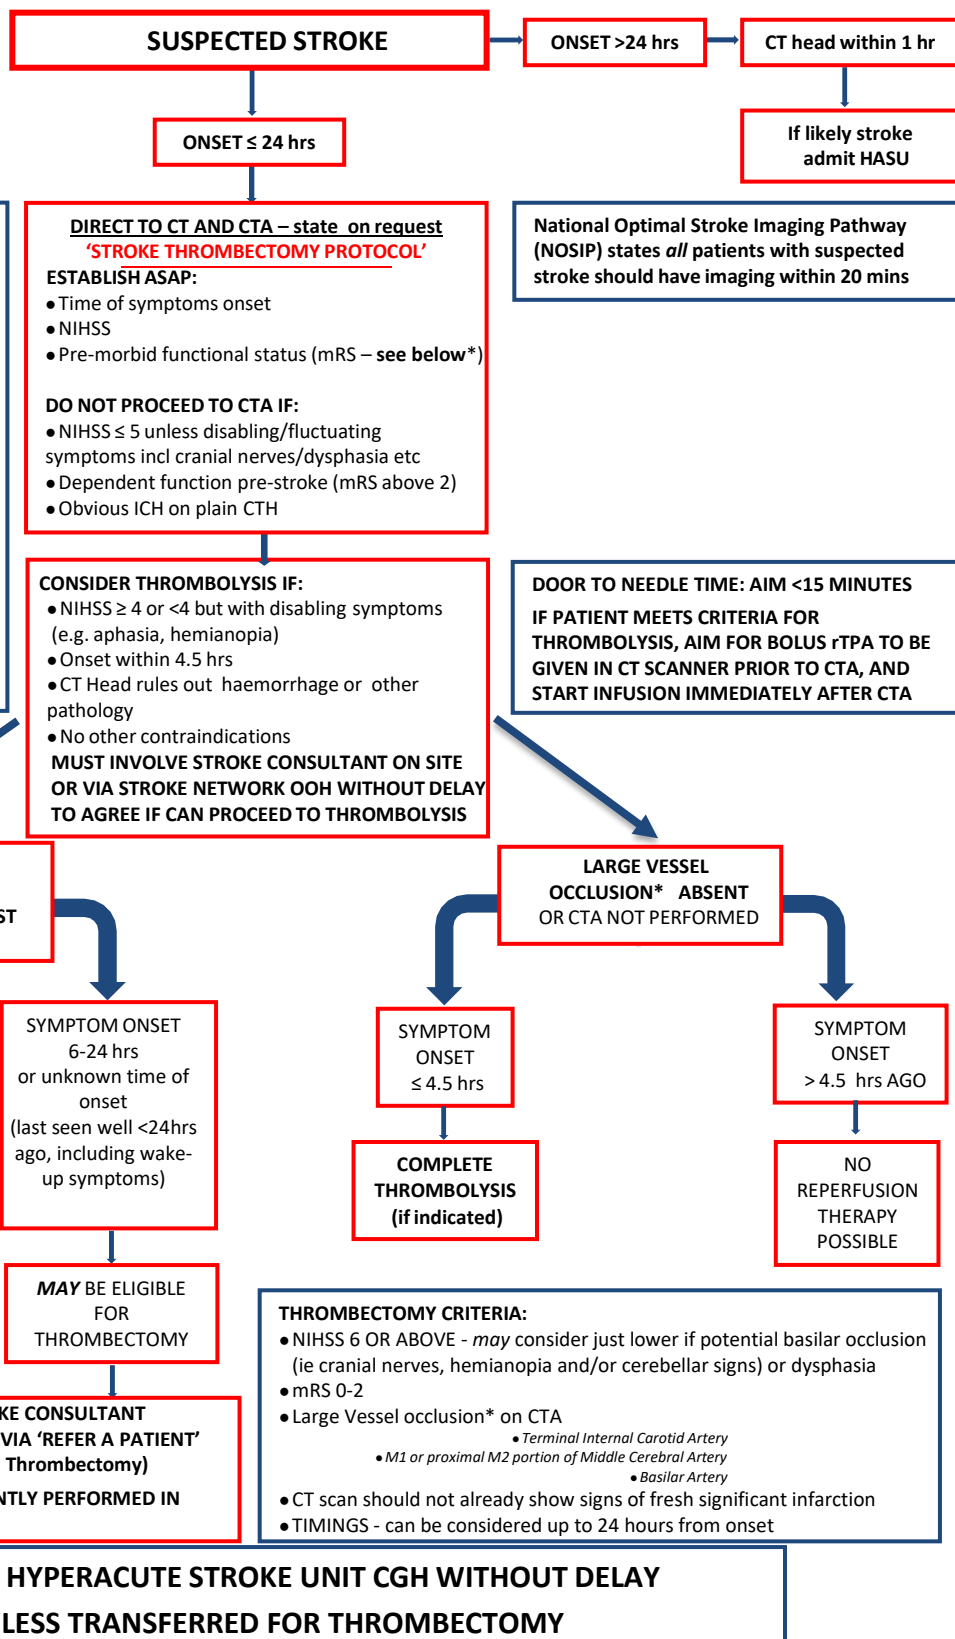 SUSPECTED STROKE
ONSET >24 hrs
CT head within 1 hr
ONSET ≤ 24 hrs
If likely stroke
admit HASU
DIRECT TO CT AND CTA – state on request
‘STROKE THROMBECTOMY PROTOCOL’
ESTABLISH ASAP:
● Time of symptoms onset
● NIHSS
● Pre-morbid functional status (mRS – see below*)
DO NOT PROCEED TO CTA IF:
● NIHSS ≤ 5 unless disabling/fluctuating
symptoms incl cranial nerves/dysphasia etc
● Dependent function pre-stroke (mRS above 2)
● Obvious ICH on plain CTH
National Optimal Stroke Imaging Pathway
(NOSIP) states all patients with suspected
stroke should have imaging within 20 mins
CONSIDER THROMBOLYSIS IF:
● NIHSS ≥ 4 or <4 but with disabling symptoms
(e.g. aphasia, hemianopia)
● Onset within 4.5 hrs
● CT Head rules out haemorrhage or other
pathology
● No other contraindications
MUST INVOLVE STROKE CONSULTANT ON SITE
OR VIA STROKE NETWORK OOH WITHOUT DELAY
TO AGREE IF CAN PROCEED TO THROMBOLYSIS
DOOR TO NEEDLE TIME: AIM <15 MINUTES
IF PATIENT MEETS CRITERIA FOR
THROMBOLYSIS, AIM FOR BOLUS rTPA TO BE
GIVEN IN CT SCANNER PRIOR TO CTA, AND
START INFUSION IMMEDIATELY AFTER CTA
ST
LARGE VESSEL
OCCLUSION* ABSENT
OR CTA NOT PERFORMED
SYMPTOM ONSET
6-24 hrs
or unknown time of
onset
(last seen well <24hrs
ago, including wake-
up symptoms)
SYMPTOM
ONSET
≤ 4.5 hrs
SYMPTOM
ONSET
> 4.5 hrs AGO
COMPLETE
THROMBOLYSIS
(if indicated)
NO
REPERFUSION
THERAPY
POSSIBLE
MAY BE ELIGIBLE
FOR
THROMBECTOMY
KE CONSULTANT
VIA ‘REFER A PATIENT’
Thrombectomy)
NTLY PERFORMED IN
THROMBECTOMY CRITERIA:
● NIHSS 6 OR ABOVE - may consider just lower if potential basilar occlusion
(ie cranial nerves, hemianopia and/or cerebellar signs) or dysphasia
● mRS 0-2
● Large Vessel occlusion* on CTA
● Terminal Internal Carotid Artery
● M1 or proximal M2 portion of Middle Cerebral Artery
● Basilar Artery
● CT scan should not already show signs of fresh significant infarction
● TIMINGS - can be considered up to 24 hours from onset
HYPERACUTE STROKE UNIT CGH WITHOUT DELAY
LESS TRANSFERRED FOR THROMBECTOMY